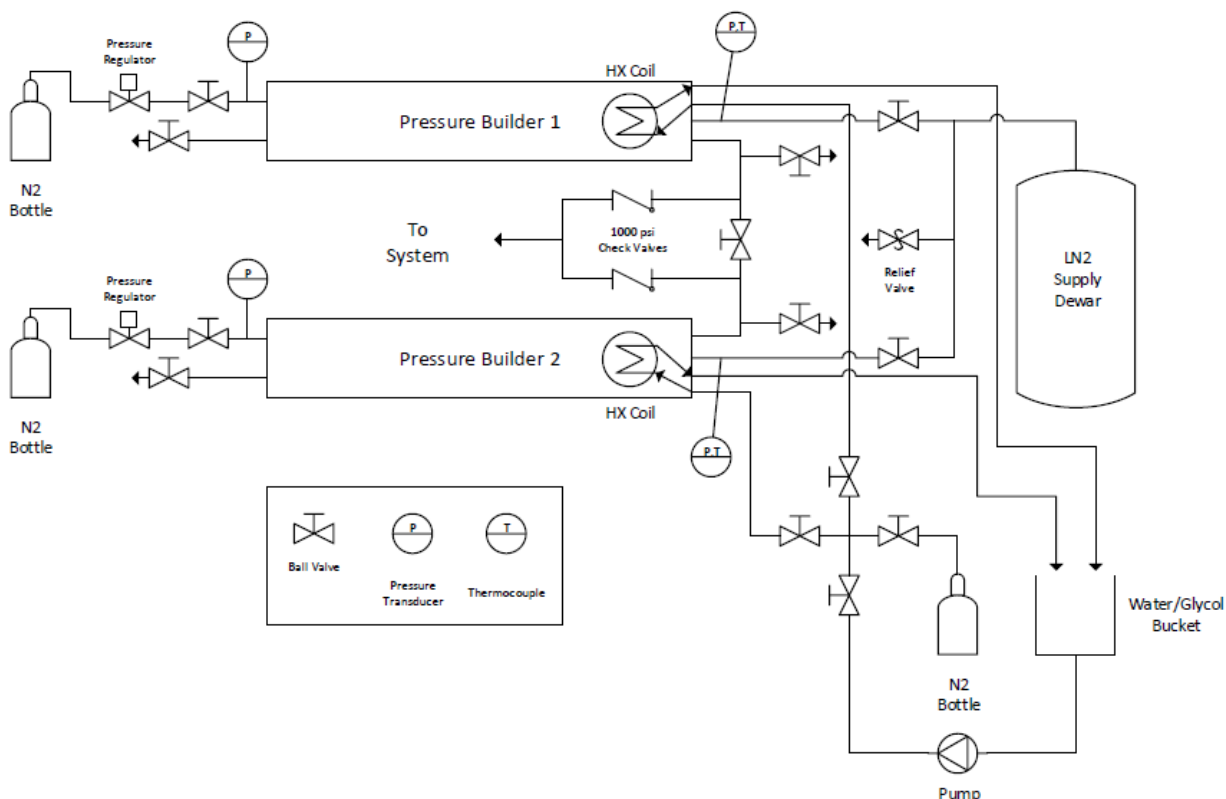 P
P,T
Pressure
Regulator
HX Coil
Pressure Builder 1
N2
Bottle
To
System
1000 psi
Check Valves
Relief
Valve
LN2
Supply
Dewar
P
Pressure
Regulator
Pressure Builder 2
HX Coil
N2
Bottle
P,T
P
T
Ball Valve
Pressure
Transducer
Thermocouple
Water/Glycol
Bucket
N2
Bottle
Pump